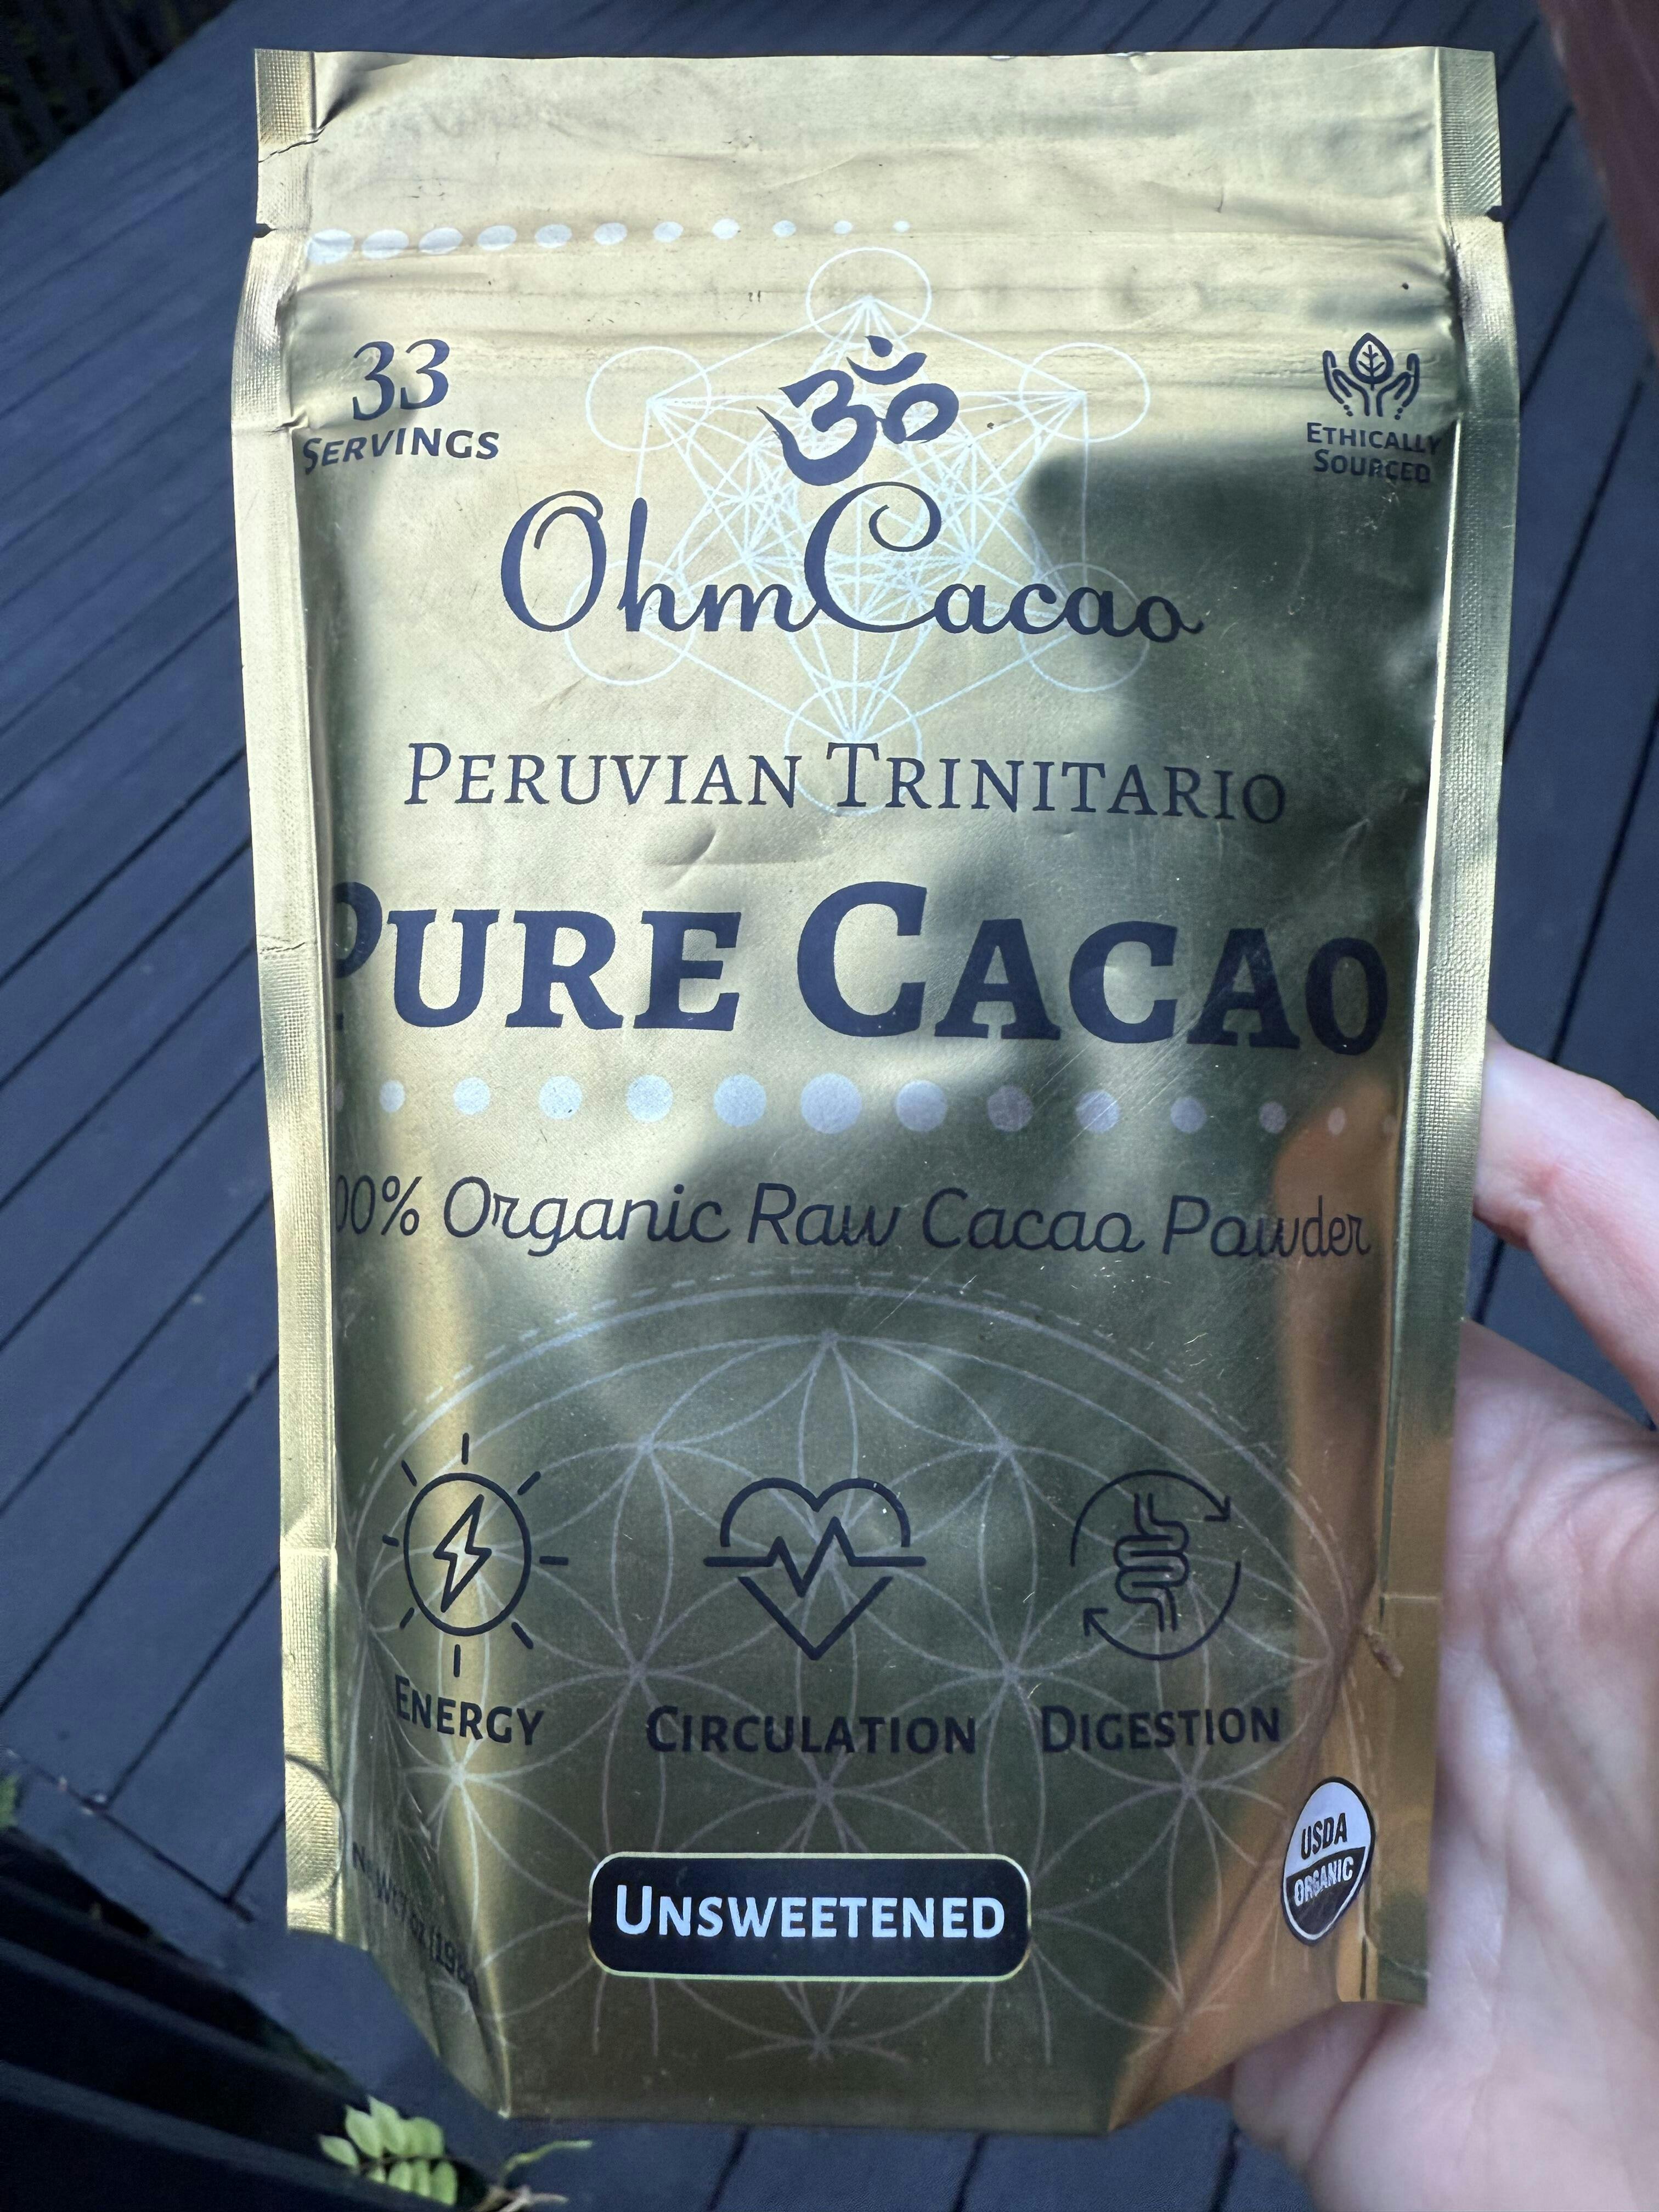 33
SERVINGS
ॐ
ETHICALLY
SOURCED
OhmCacao
PERUVIAN TRINITARIO
PURE CACAO
00% Organic Raw Cacao Powder
ENERGY
CIRCULATION
DIGESTION
USDA
ORGANIC
UNSWEETENED